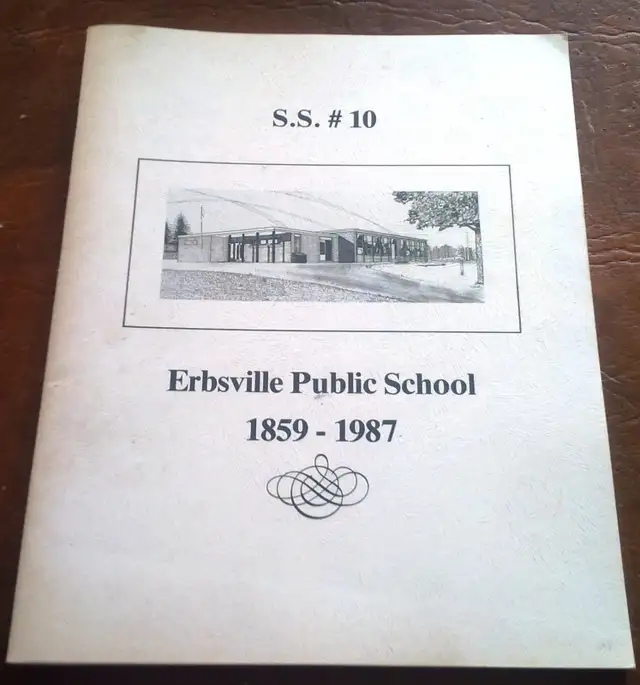 S.S. # 10
Erbsville Public School
1859 - 1987